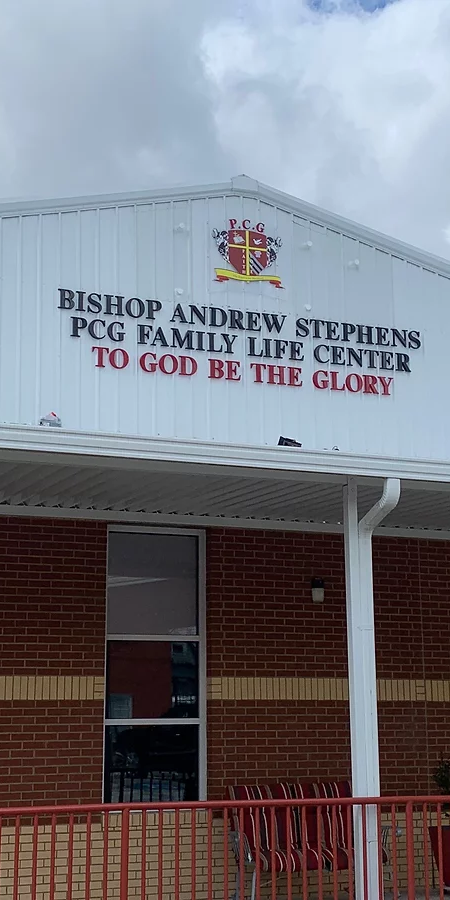 P.C.G
BISHOP ANDREW STEPHENS
PCG FAMILY LIFE CENTER
TO GOD BE THE GLORY